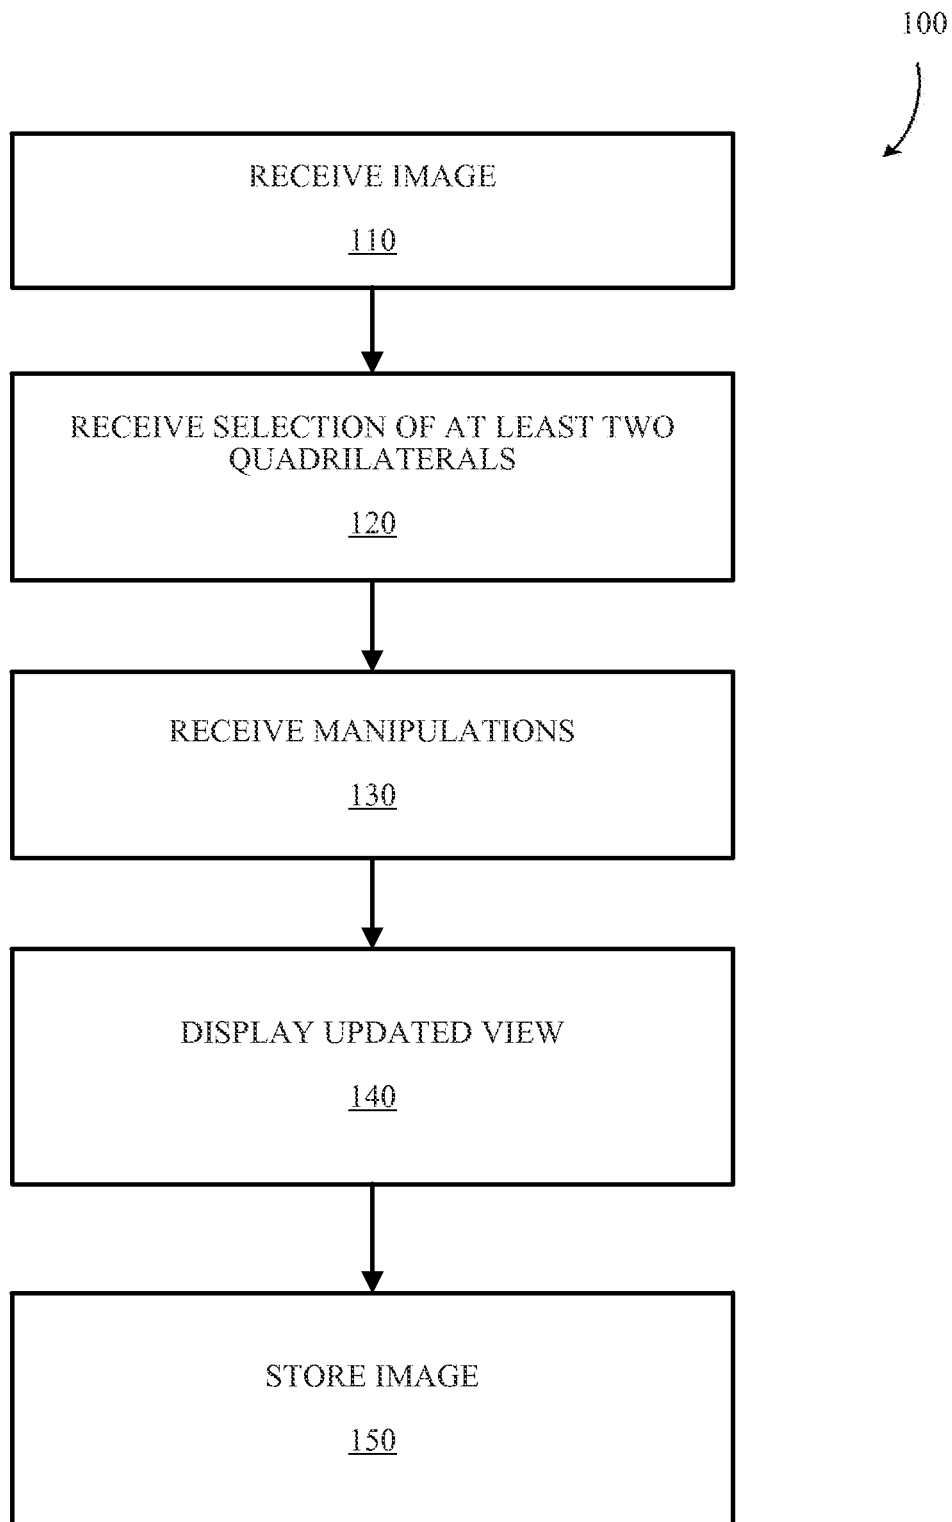 100
RECEIVE IMAGE
110
RECEIVE SELECTION OF AT LEAST TWO
QUADRILATERALS
120
RECEIVE MANIPULATIONS
130
DISPLAY UPDATED VIEW
140
STORE IMAGE
150